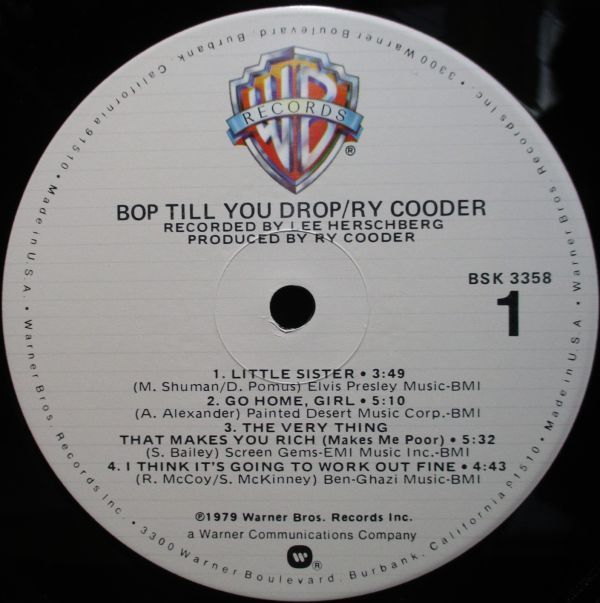 WB
RECORDS
®
BOP TILL YOU DROP/RY COODER
RECORDED BY LEE HERSCHBERG
PRODUCED BY RY COODER
BSK 3358
1
1. LITTLE SISTER • 3:49
(M. Shuman/D. Pomus) Elvis Presley Music-BMI
2. GO HOME, GIRL • 5:10
(A. Alexander) Painted Desert Music Corp.-BMI
3. THE VERY THING
THAT MAKES YOU RICH (Makes Me Poor) • 5:32
(S. Bailey) Screen Gems-EMI Music Inc.-BMI
4. I THINK IT'S GOING TO WORK OUT FINE • 4:43
(R. McCoy/S. McKinney) Ben-Ghazi Music-BMI
℗1979 Warner Bros. Records Inc.
a Warner Communications Company
®
Made in U.S.A. • Warner Bros. Records Inc. • 3300 Warner Boulevard, Burbank, California 91510 • Made in U.S.A. • Warner Bros. Records Inc. • 3300 Warner Boulevard, Burbank, California 91510 •